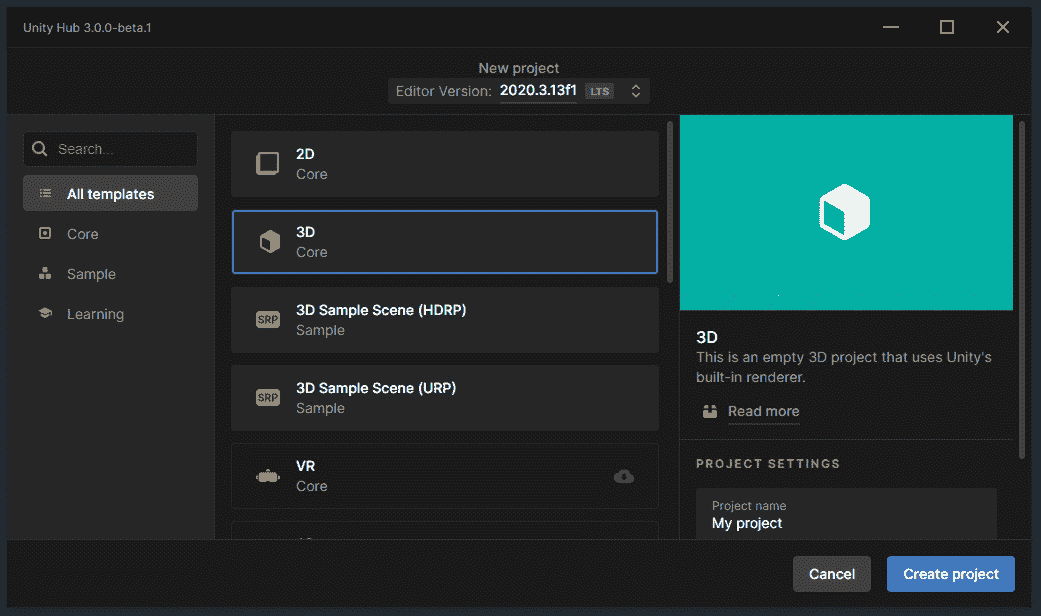 Unity Hub 3.0.0-beta.1
New project
Editor Version: 2020.3.13f1 LTS
Search...
All templates
Core
Sample
Learning
2D
Core
3D
Core
SRP
3D Sample Scene (HDRP)
Sample
SRP
3D Sample Scene (URP)
Sample
VR
Core
3D
This is an empty 3D project that uses Unity's
built-in renderer.
Read more
PROJECT SETTINGS
Project name
My project
Cancel
Create project